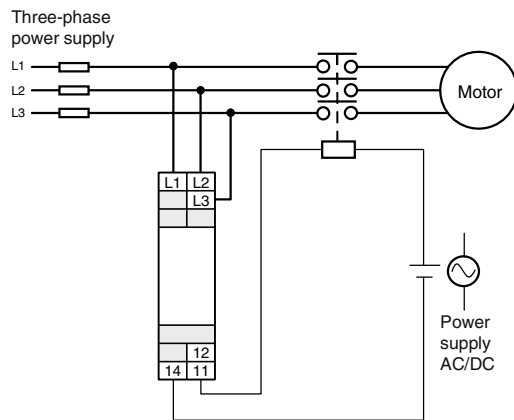 Three-phase
power supply
L1
L2
L3
Motor
L1 L2
L3
12
14 11
Power
supply
AC/DC